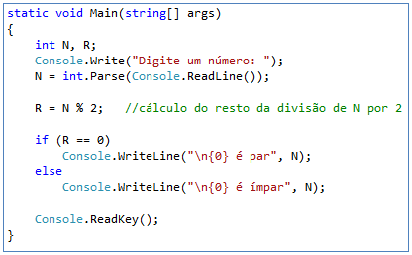 static void Main(string[] args)
{
    int N, R;
    Console.Write("Digite um número: ");
    N = int.Parse(Console.ReadLine());
    R = N % 2;   //cálculo do resto da divisão de N por 2
    if (R == 0)
        Console.WriteLine("\n{0} é par", N);
    else
        Console.WriteLine("\n{0} é ímpar", N);
    Console.ReadKey();
}